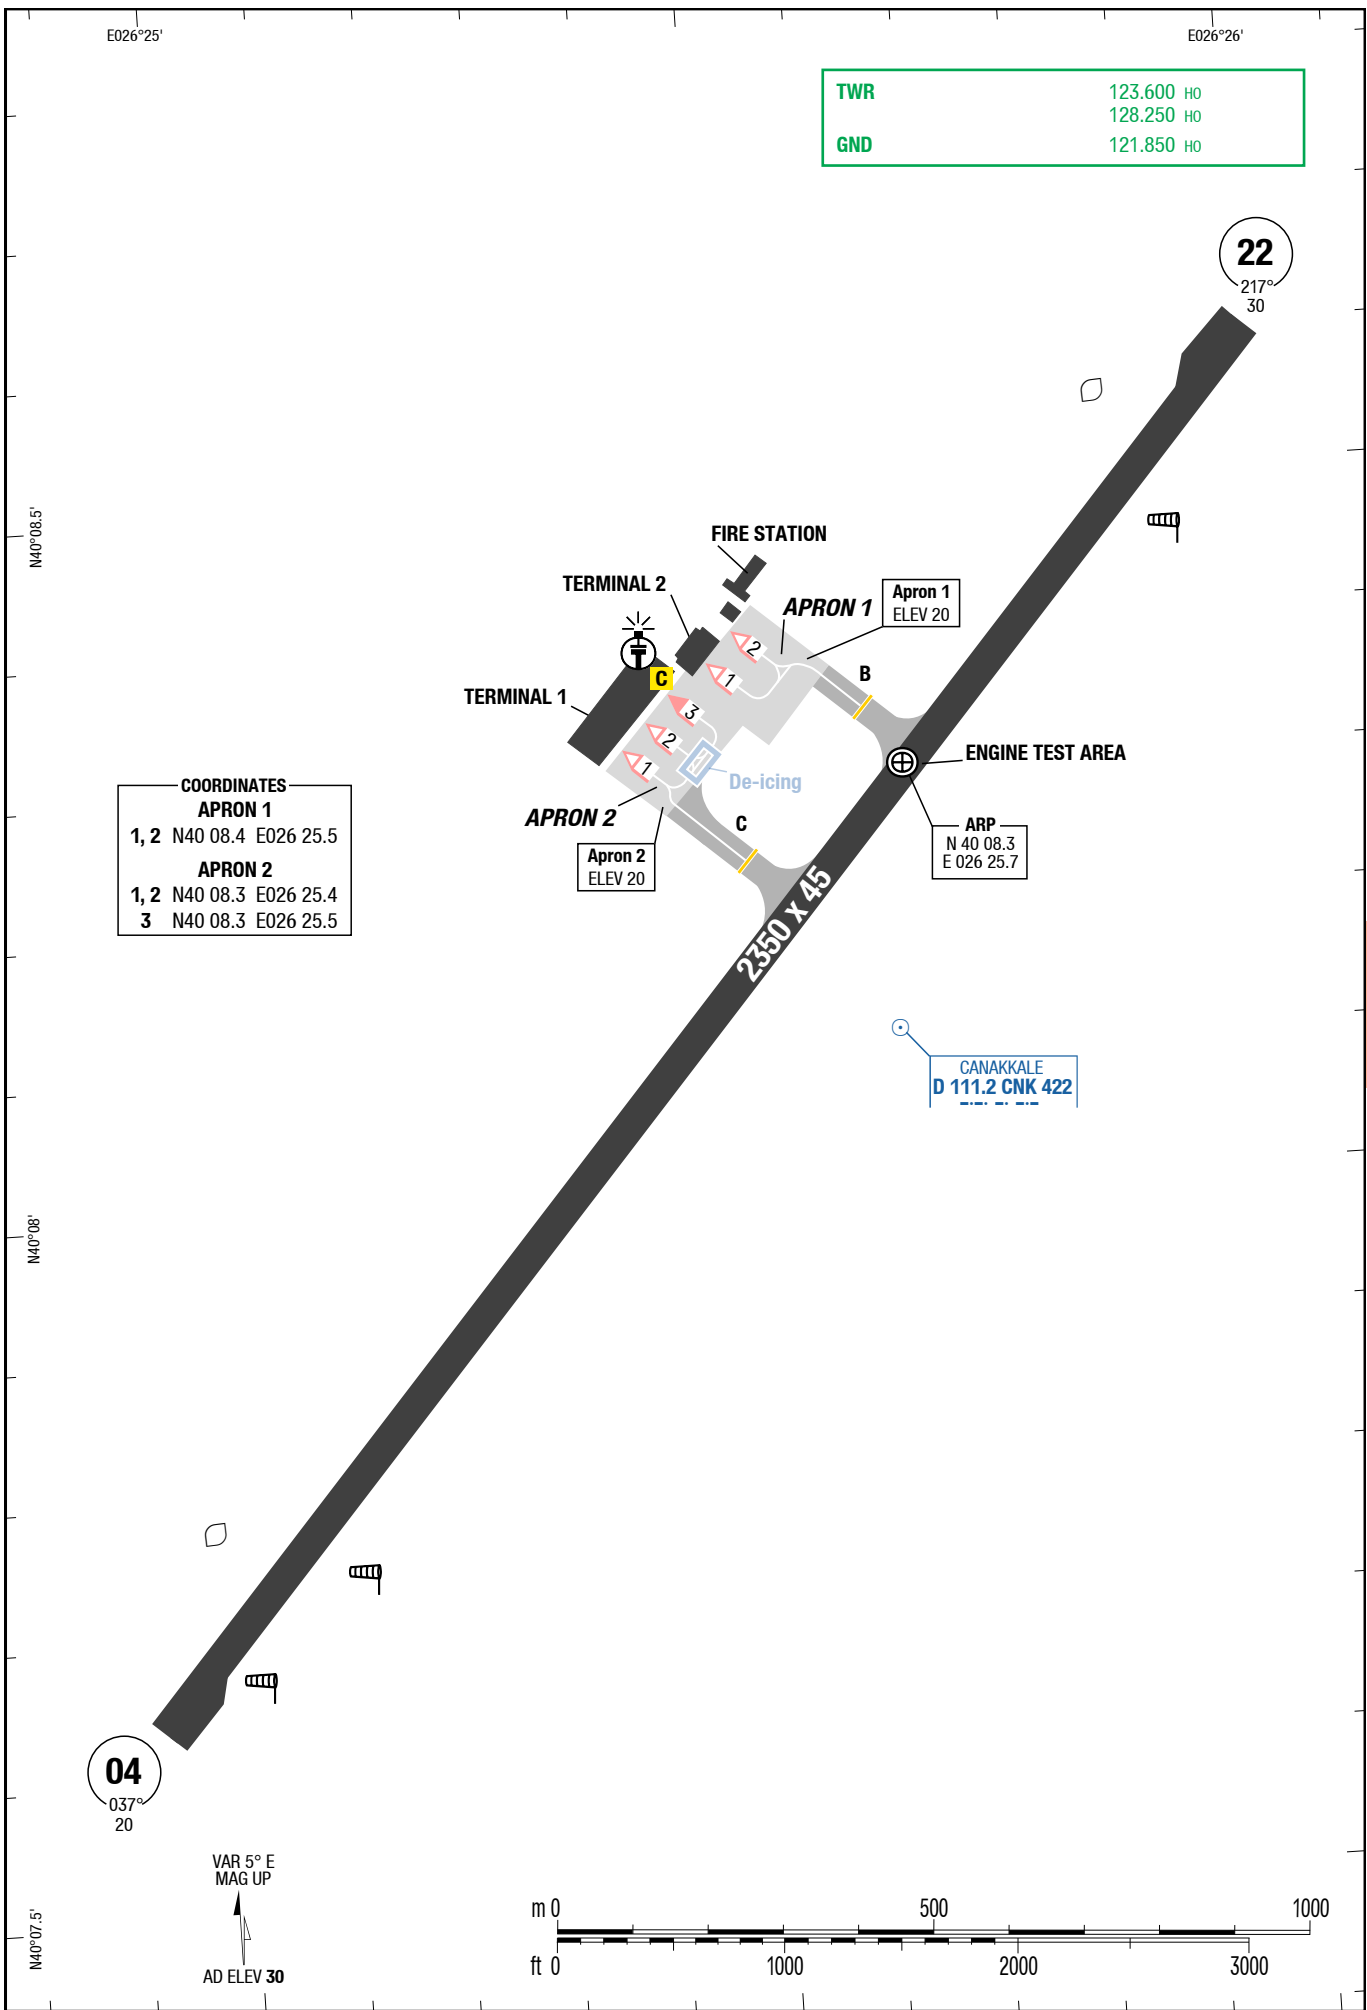 E026°25'
E026°26'
TWR 123.600 HO
128.250 HO
GND 121.850 HO
22
217°
30
N40°08.5'
FIRE STATION
TERMINAL 2
APRON 1
Apron 1
ELEV 20
B
C
TERMINAL 1
2
1
3
2
1
ENGINE TEST AREA
De-icing
COORDINATES
APRON 1
1, 2 N40 08.4 E026 25.5
APRON 2
1, 2 N40 08.3 E026 25.4
3 N40 08.3 E026 25.5
APRON 2
C
Apron 2
ELEV 20
ARP
N 40 08.3
E 026 25.7
2350 x 45
CANAKKALE
D 111.2 CNK 422
N40°08'
04
037°
20
VAR 5° E
MAG UP
AD ELEV 30
N40°07.5'
m 0 500 1000
ft 0 1000 2000 3000